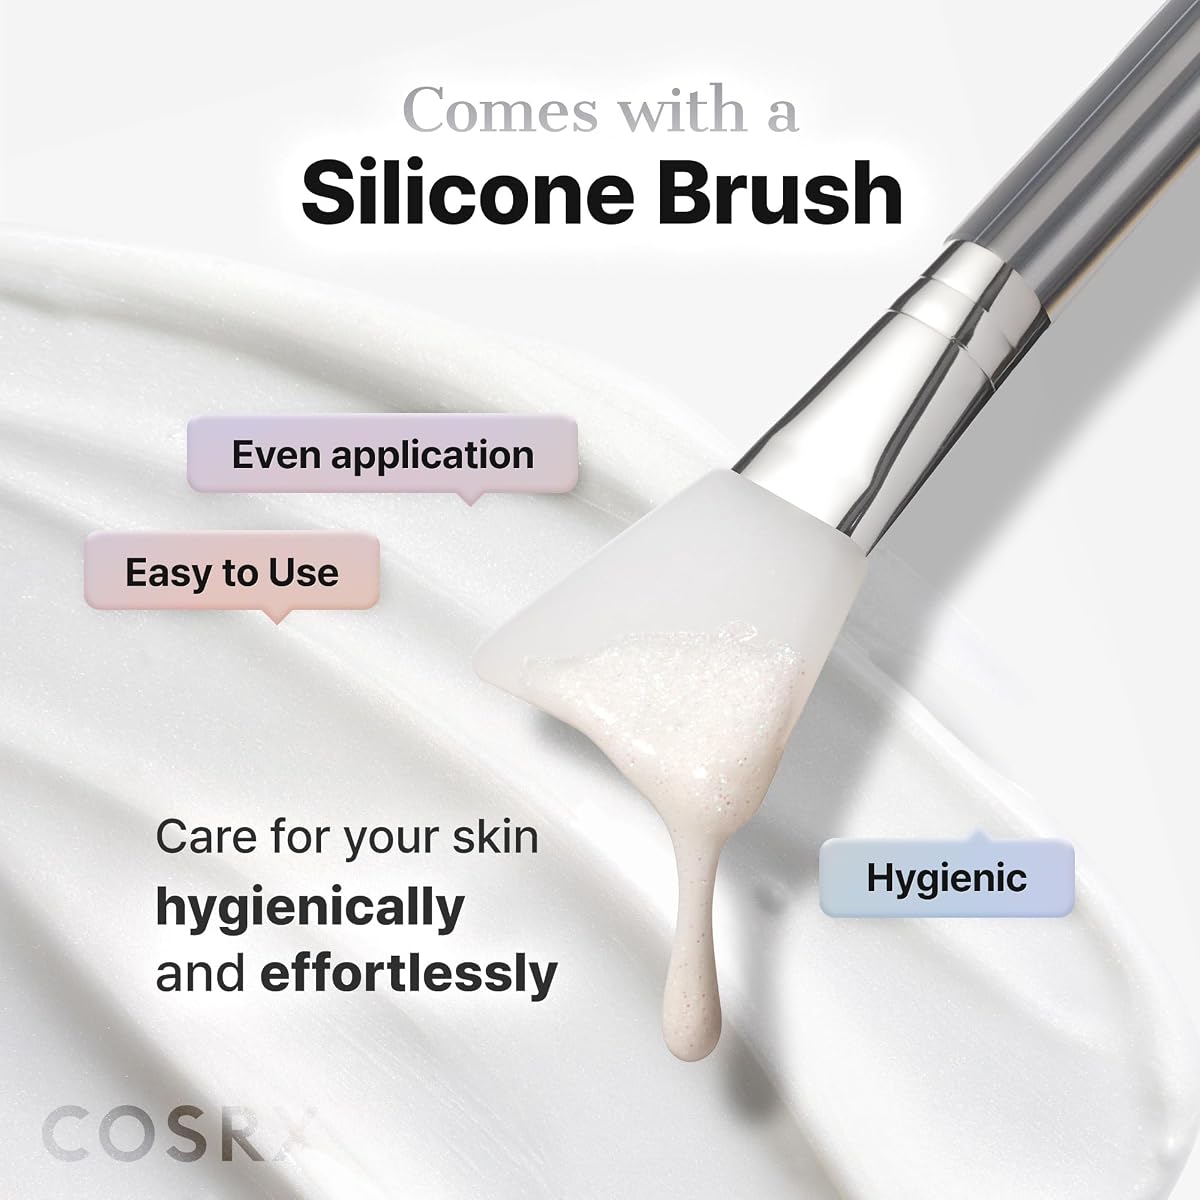 Comes with a
Silicone Brush
Even application
Easy to Use
Care for your skin
hygienically
and effortlessly
Hygienic
COSRX